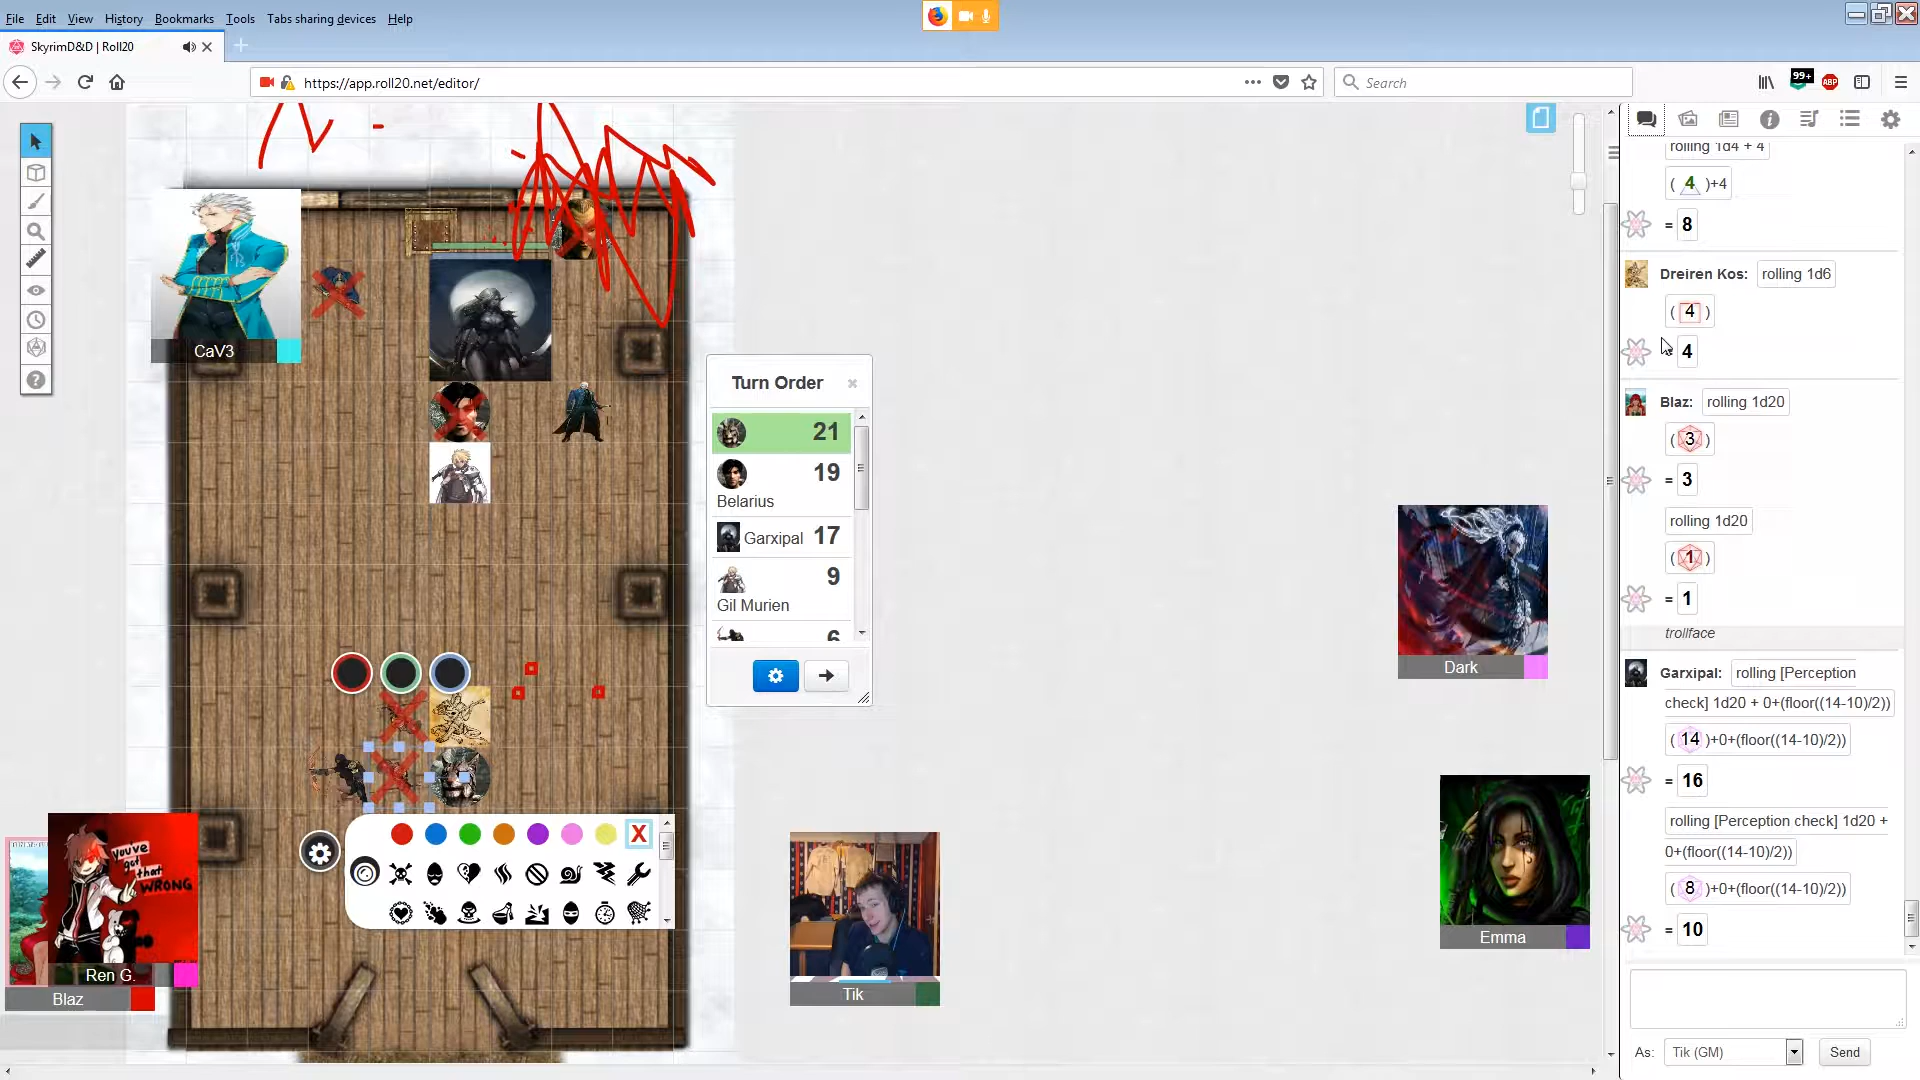 File Edit View History Bookmarks Tools Tabs sharing devices Help
SkyrimD&D | Roll20
https://app.roll20.net/editor/
Search
99+
ABP
CaV3
Turn Order
21
19
Belarius
Garxipal 17
9
Gil Murien
6
you've got that WRONG
Ren G.
Blaz
X
Tik
Dark
Emma
rolling 1d4 + 4
( 4 )+4
= 8
Dreiren Kos: rolling 1d6
( 4 )
4
Blaz: rolling 1d20
( 3 )
= 3
rolling 1d20
( 1 )
= 1
trollface
Garxipal: rolling [Perception
check] 1d20 + 0+(floor((14-10)/2))
( 14 )+0+(floor((14-10)/2))
= 16
rolling [Perception check] 1d20 +
0+(floor((14-10)/2))
( 8 )+0+(floor((14-10)/2))
= 10
As: Tik (GM) Send